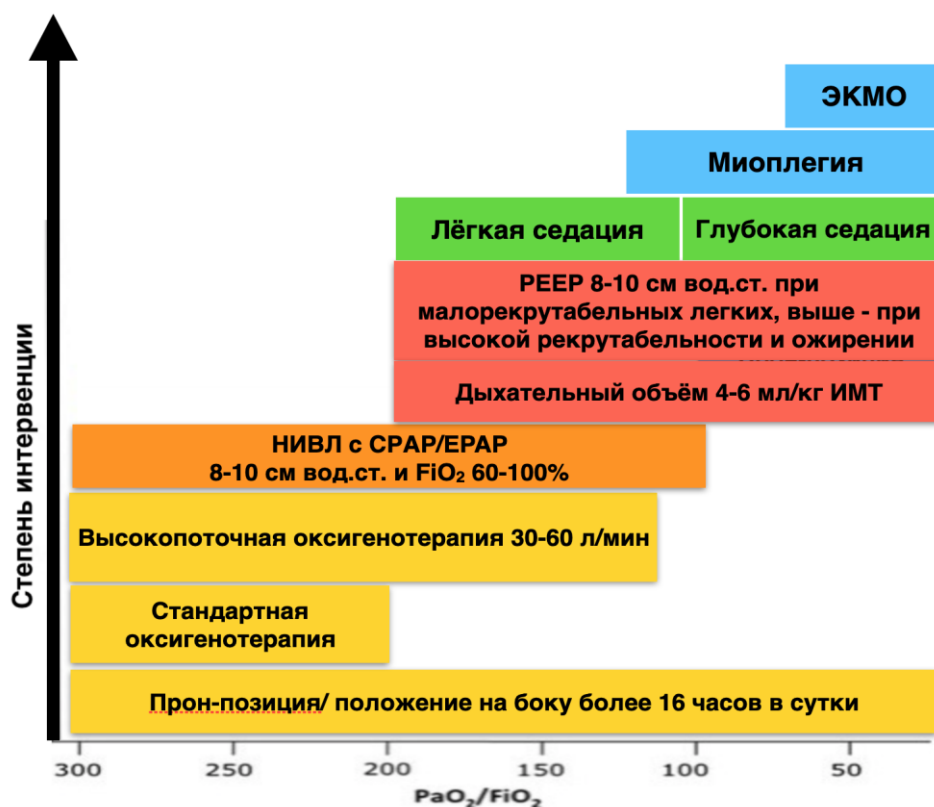 ЭКМО
Миоплегия
Лёгкая седация
Глубокая седация
PEEP 8-10 см вод.ст. при
малорекрутабельных легких, выше - при
высокой рекрутабельности и ожирении
Дыхательный объём 4-6 мл/кг ИМТ
НИВЛ с CPAP/EPAP
8-10 см вод.ст. и FiO₂ 60-100%
Высокопоточная оксигенотерапия 30-60 л/мин
Стандартная
оксигенотерапия
Прон-позиция/ положение на боку более 16 часов в сутки
Степень интервенции
300 250 200 150 100 50
PaO₂/FiO₂